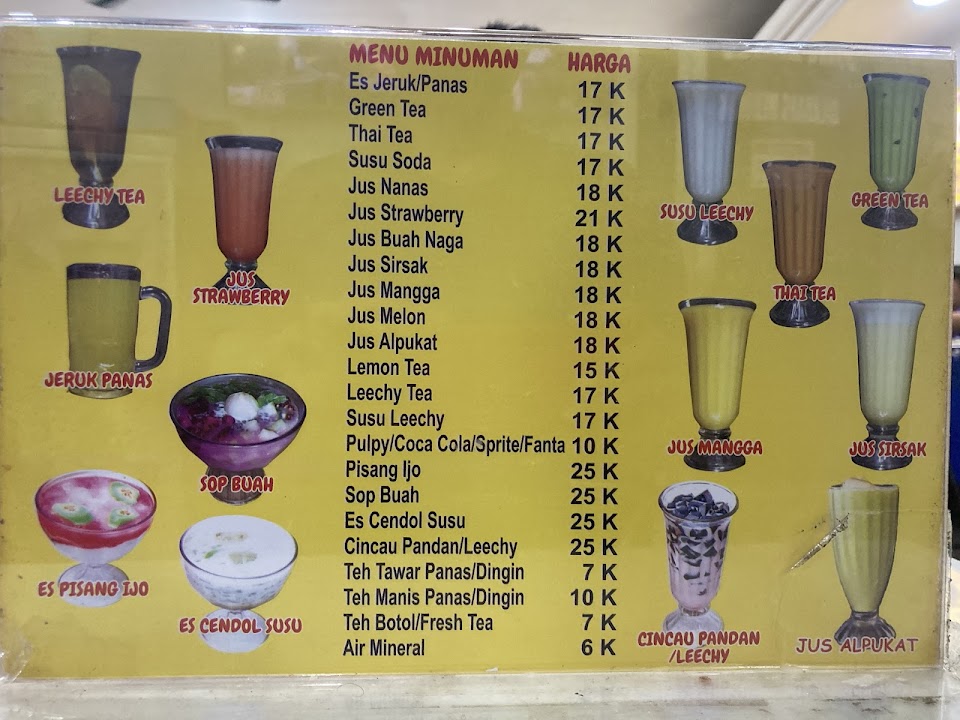 MENU MINUMAN HARGA
Es Jeruk/Panas 17 K
Green Tea 17 K
Thai Tea 17 K
Susu Soda 17 K
Jus Nanas 18 K
Jus Strawberry 21 K
Jus Buah Naga 18 K
Jus Sirsak 18 K
Jus Mangga 18 K
Jus Melon 18 K
Jus Alpukat 18 K
Lemon Tea 15 K
Leechy Tea 17 K
Susu Leechy 17 K
Pulpy/Coca Cola/Sprite/Fanta 10 K
Pisang Ijo 25 K
Sop Buah 25 K
Es Cendol Susu 25 K
Cincau Pandan/Leechy 25 K
Teh Tawar Panas/Dingin 7 K
Teh Manis Panas/Dingin 10 K
Teh Botol/Fresh Tea 7 K
Air Mineral 6 K
LEECHY TEA
JUS
STRAWBERRY
JERUK PANAS
SOP BUAH
ES PISANG IJO
ES CENDOL SUSU
SUSU LEECHY
GREEN TEA
THAI TEA
JUS MANGGA
JUS SIRSAK
CINCAU PANDAN
/LEECHY
JUS ALPUKAT